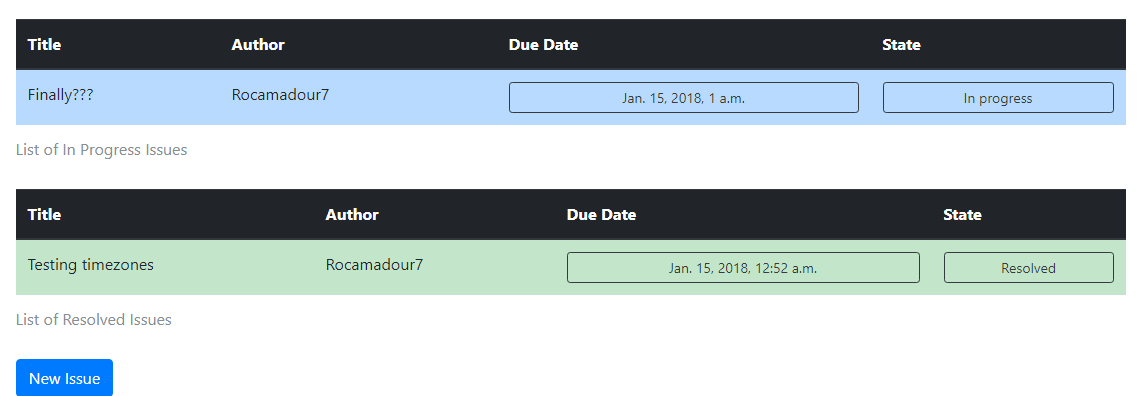 Title Author Due Date State
Finally??? Rocamadour7 Jan. 15, 2018, 1 a.m. In progress
List of In Progress Issues
Title Author Due Date State
Testing timezones Rocamadour7 Jan. 15, 2018, 12:52 a.m. Resolved
List of Resolved Issues
New Issue